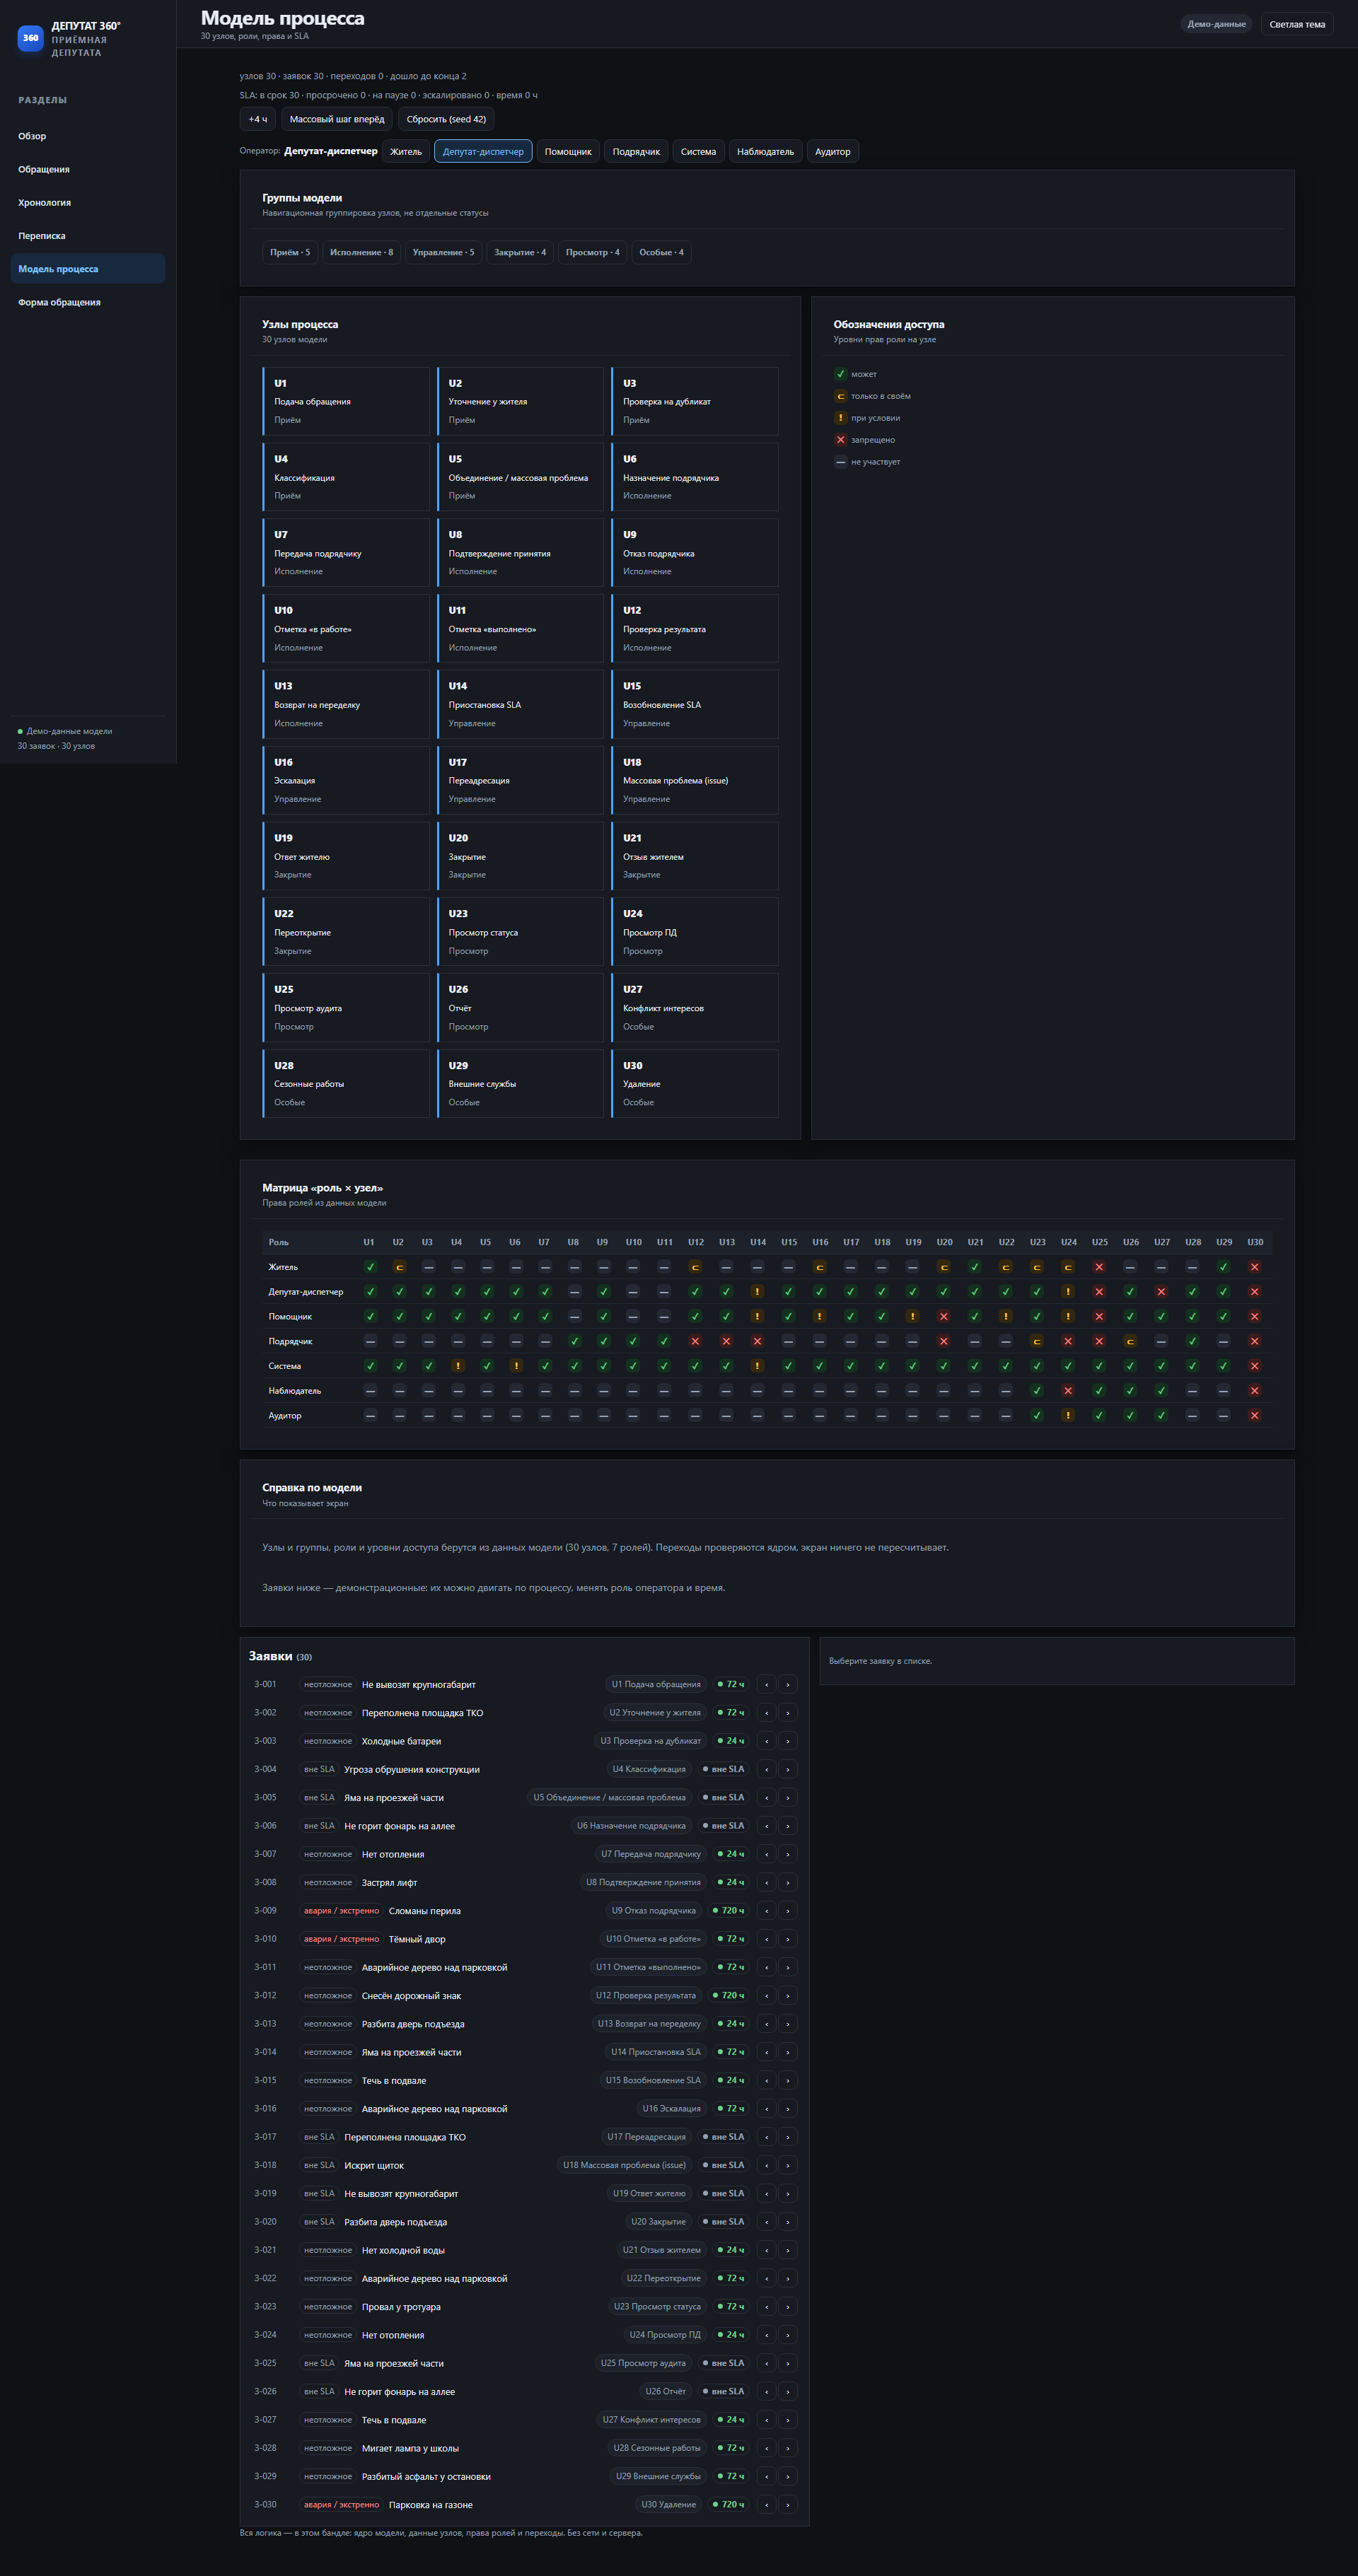 360
ДЕПУТАТ 360°
ПРИЁМНАЯ
ДЕПУТАТА
РАЗДЕЛЫ
Обзор
Обращения
Хронология
Переписка
Модель процесса
Форма обращения
Демо-данные модели
30 заявок · 30 узлов
Модель процесса
30 узлов, роли, права и SLA
Демо-данные
Светлая тема
узлов 30 · заявок 30 · переходов 0 · дошло до конца 2
SLA: в срок 30 · просрочено 0 · на паузе 0 · эскалировано 0 · время 0 ч
+4 ч
Массовый шаг вперёд
Сбросить (seed 42)
Оператор: Депутат-диспетчер
Житель
Депутат-диспетчер
Помощник
Подрядчик
Система
Наблюдатель
Аудитор
Группы модели
Навигационная группировка узлов, не отдельные статусы
Приём · 5
Исполнение · 8
Управление · 5
Закрытие · 4
Просмотр · 4
Особые · 4
Узлы процесса
30 узлов модели
U1
Подача обращения
Приём
U2
Уточнение у жителя
Приём
U3
Проверка на дубликат
Приём
U4
Классификация
Приём
U5
Объединение / массовая проблема
Приём
U6
Назначение подрядчика
Исполнение
U7
Передача подрядчику
Исполнение
U8
Подтверждение принятия
Исполнение
U9
Отказ подрядчика
Исполнение
U10
Отметка «в работе»
Исполнение
U11
Отметка «выполнено»
Исполнение
U12
Проверка результата
Исполнение
U13
Возврат на переделку
Исполнение
U14
Приостановка SLA
Управление
U15
Возобновление SLA
Управление
U16
Эскалация
Управление
U17
Переадресация
Управление
U18
Массовая проблема (issue)
Управление
U19
Ответ жителю
Закрытие
U20
Закрытие
Закрытие
U21
Отзыв жителем
Закрытие
U22
Переоткрытие
Закрытие
U23
Просмотр статуса
Просмотр
U24
Просмотр ПД
Просмотр
U25
Просмотр аудита
Просмотр
U26
Отчёт
Просмотр
U27
Конфликт интересов
Особые
U28
Сезонные работы
Особые
U29
Внешние службы
Особые
U30
Удаление
Особые
Обозначения доступа
Уровни прав роли на узле
✓ может
⊂ только в своём
! при условии
✕ запрещено
— не участвует
Матрица «роль × узел»
Права ролей из данных модели
Роль U1 U2 U3 U4 U5 U6 U7 U8 U9 U10 U11 U12 U13 U14 U15 U16 U17 U18 U19 U20 U21 U22 U23 U24 U25 U26 U27 U28 U29 U30
Житель ✓ ⊂ — — — — — — — — — ⊂ — — — ⊂ — — — ⊂ ✓ ⊂ ⊂ ⊂ ✕ — — — ✓ ✕
Депутат-диспетчер ✓ ✓ ✓ ✓ ✓ ✓ ✓ — ✓ — — ✓ ✓ ! ✓ ✓ ✓ ✓ ✓ ✓ ✓ ✓ ✓ ! ✕ ✓ ✕ ✓ ✓ ✕
Помощник ✓ ✓ ✓ ✓ ✓ ✓ ✓ — ✓ — — ✓ ✓ ! ✓ ! ✓ ✓ ! ✕ ✓ ! ✓ ! ✕ ✓ ✓ ✓ ✓ ✕
Подрядчик — — — — — — — ✓ ✓ ✓ ✓ ✕ ✕ ✕ — — — — — ✕ — — ⊂ ✕ ✕ ⊂ — ✓ — ✕
Система ✓ ✓ ✓ ! ✓ ! ✓ ✓ ✓ ✓ ✓ ✓ ✓ ! ✓ ✓ ✓ ✓ ✓ ✓ ✓ ✓ ✓ ✓ ✓ ✓ ✓ ✓ ✓ ✕
Наблюдатель — — — — — — — — — — — — — — — — — — — — — — ✓ ✕ ✓ ✓ ✓ — — ✕
Аудитор — — — — — — — — — — — — — — — — — — — — — — ✓ ! ✓ ✓ ✓ — — ✕
Справка по модели
Что показывает экран
Узлы и группы, роли и уровни доступа берутся из данных модели (30 узлов, 7 ролей). Переходы проверяются ядром, экран ничего не пересчитывает.
Заявки ниже — демонстрационные: их можно двигать по процессу, менять роль оператора и время.
Заявки (30)
З-001 неотложное Не вывозят крупногабарит U1 Подача обращения 72 ч ‹ ›
З-002 неотложное Переполнена площадка ТКО U2 Уточнение у жителя 72 ч ‹ ›
З-003 неотложное Холодные батареи U3 Проверка на дубликат 24 ч ‹ ›
З-004 вне SLA Угроза обрушения конструкции U4 Классификация вне SLA ‹ ›
З-005 вне SLA Яма на проезжей части U5 Объединение / массовая проблема вне SLA ‹ ›
З-006 вне SLA Не горит фонарь на аллее U6 Назначение подрядчика вне SLA ‹ ›
З-007 неотложное Нет отопления U7 Передача подрядчику 24 ч ‹ ›
З-008 неотложное Застрял лифт U8 Подтверждение принятия 24 ч ‹ ›
З-009 авария / экстренно Сломаны перила U9 Отказ подрядчика 720 ч ‹ ›
З-010 авария / экстренно Тёмный двор U10 Отметка «в работе» 72 ч ‹ ›
З-011 неотложное Аварийное дерево над парковкой U11 Отметка «выполнено» 72 ч ‹ ›
З-012 неотложное Снесён дорожный знак U12 Проверка результата 720 ч ‹ ›
З-013 неотложное Разбита дверь подъезда U13 Возврат на переделку 24 ч ‹ ›
З-014 неотложное Яма на проезжей части U14 Приостановка SLA 72 ч ‹ ›
З-015 неотложное Течь в подвале U15 Возобновление SLA 24 ч ‹ ›
З-016 неотложное Аварийное дерево над парковкой U16 Эскалация 72 ч ‹ ›
З-017 вне SLA Переполнена площадка ТКО U17 Переадресация вне SLA ‹ ›
З-018 вне SLA Искрит щиток U18 Массовая проблема (issue) вне SLA ‹ ›
З-019 вне SLA Не вывозят крупногабарит U19 Ответ жителю вне SLA ‹ ›
З-020 вне SLA Разбита дверь подъезда U20 Закрытие вне SLA ‹ ›
З-021 неотложное Нет холодной воды U21 Отзыв жителем 24 ч ‹ ›
З-022 неотложное Аварийное дерево над парковкой U22 Переоткрытие 72 ч ‹ ›
З-023 неотложное Провал у тротуара U23 Просмотр статуса 72 ч ‹ ›
З-024 неотложное Нет отопления U24 Просмотр ПД 24 ч ‹ ›
З-025 вне SLA Яма на проезжей части U25 Просмотр аудита вне SLA ‹ ›
З-026 вне SLA Не горит фонарь на аллее U26 Отчёт вне SLA ‹ ›
З-027 неотложное Течь в подвале U27 Конфликт интересов 24 ч ‹ ›
З-028 неотложное Мигает лампа у школы U28 Сезонные работы 72 ч ‹ ›
З-029 неотложное Разбитый асфальт у остановки U29 Внешние службы 72 ч ‹ ›
З-030 авария / экстренно Парковка на газоне U30 Удаление 720 ч ‹ ›
Выберите заявку в списке.
Вся логика — в этом бандле: ядро модели, данные узлов, права ролей и переходы. Без сети и сервера.